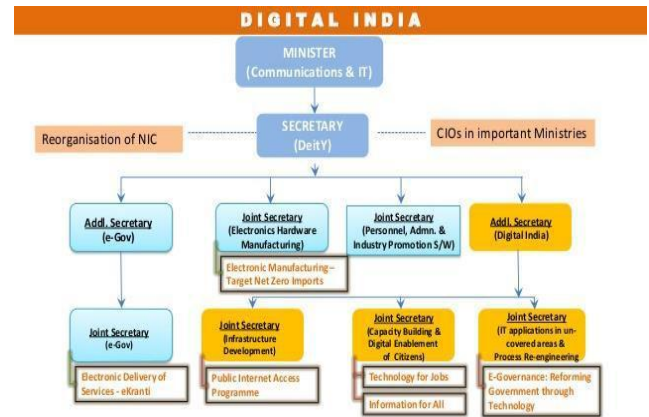 DIGITAL INDIA
MINISTER
(Communications & IT)
Reorganisation of NIC
SECRETARY
(DeitY)
CIOs in important Ministries
Addl. Secretary
(e-Gov)
Joint Secretary
(Electronics Hardware
Manufacturing)
Joint Secretary
(Personnel, Admn. &
Industry Promotion S/W)
Addl. Secretary
(Digital India)
Electronic Manufacturing –
Target Net Zero Imports
Joint Secretary
(e-Gov)
Joint Secretary
(Infrastructure
Development)
Joint Secretary
(Capacity Building &
Digital Enablement
of Citizens)
Joint Secretary
(IT applications in un-
covered areas &
Process Re-engineering
Electronic Delivery of
Services - eKranti
Public Internet Access
Programme
Technology for Jobs
Information for All
E-Governance: Reforming
Government through
Technology